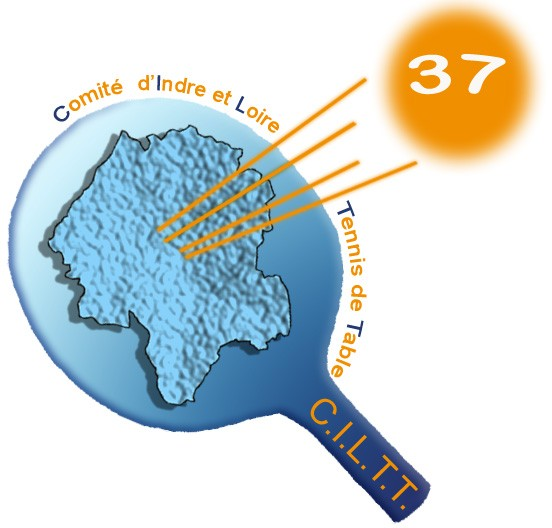 37
Comité d'Indre et Loire
Tennis de Table
C.I.L.T.T.